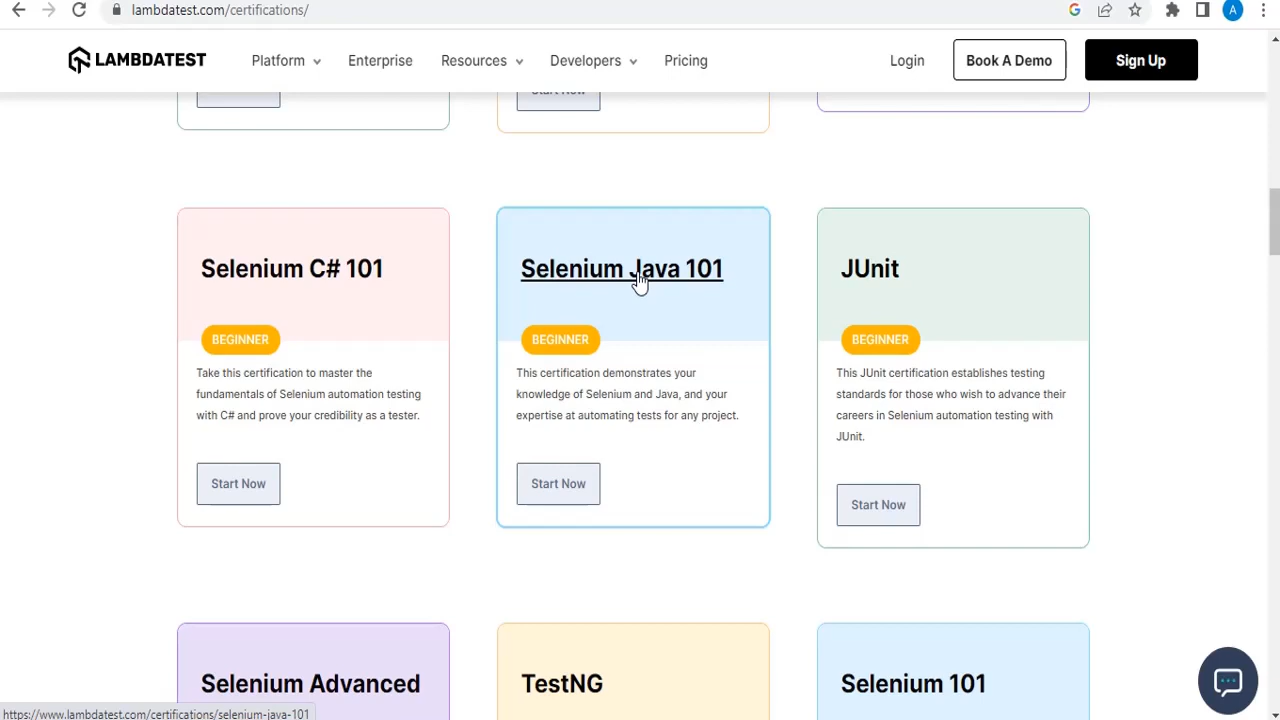 lambdatest.com/certifications/
A
LAMBDATEST
Platform
Enterprise
Resources
Developers
Pricing
Login
Book A Demo
Sign Up
Start Now
Selenium C# 101
BEGINNER
Take this certification to master the
fundamentals of Selenium automation testing
with C# and prove your credibility as a tester.
Start Now
Selenium Java 101
BEGINNER
This certification demonstrates your
knowledge of Selenium and Java, and your
expertise at automating tests for any project.
Start Now
JUnit
BEGINNER
This JUnit certification establishes testing
standards for those who wish to advance their
careers in Selenium automation testing with
JUnit.
Start Now
Selenium Advanced
TestNG
Selenium 101
https://www.lambdatest.com/certifications/selenium-java-101